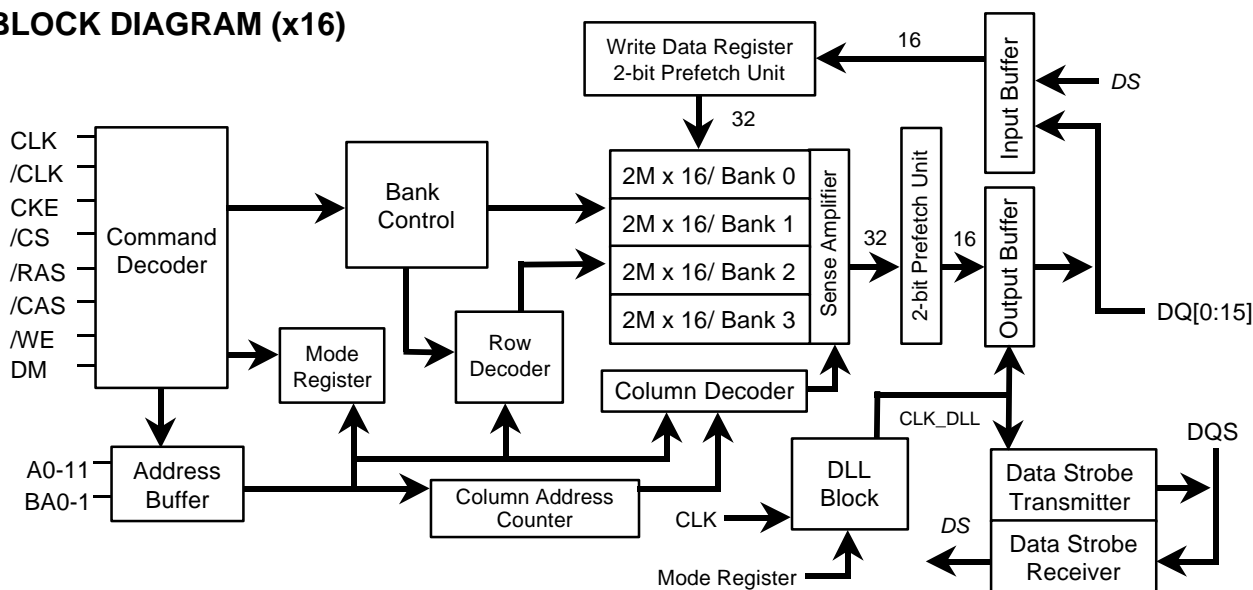 BLOCK DIAGRAM (x16)
Write Data Register
2-bit Prefetch Unit
16
Input Buffer
DS
32
CLK
/CLK
CKE
/CS
/RAS
/CAS
/WE
DM
Command
Decoder
Bank
Control
2M x 16/ Bank 0
2M x 16/ Bank 1
2M x 16/ Bank 2
2M x 16/ Bank 3
Sense Amplifier
32
2-bit Prefetch Unit
16
Output Buffer
DQ[0:15]
Mode
Register
Row
Decoder
Column Decoder
CLK_DLL
DQS
A0-11
BA0-1
Address
Buffer
Column Address
Counter
CLK
DLL
Block
Mode Register
Data Strobe
Transmitter
Data Strobe
Receiver
DS